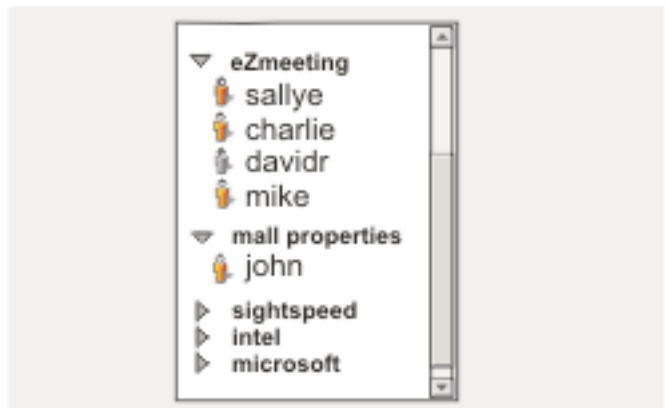 eZmeeting
sallye
charlie
davidr
mike
mall properties
john
sightspeed
intel
microsoft